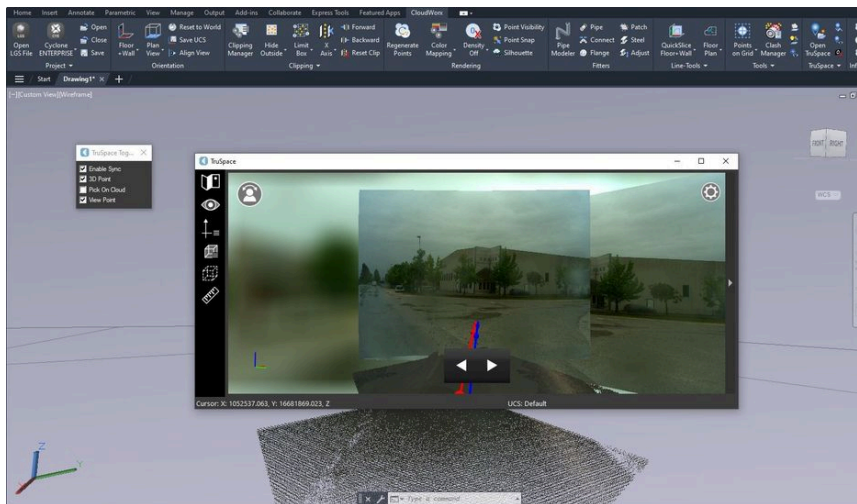 Home Insert Annotate Parametric View Manage Output Add-ins Collaborate Express Tools Featured Apps CloudWorx
Open LGS File
Cyclone ENTERPRISE
Open
Close
Save
Project
Floor +Wall
Plan View
Reset to World
Save UCS
Align View
Orientation
Clipping Manager
Hide Outside
Limit Box
X Axis
Forward
Backward
Reset Clip
Clipping
Regenerate Points
Color Mapping
Density Off
Point Visibility
Point Snap
Silhouette
Rendering
Pipe Modeler
Pipe
Connect
Flange
Patch
Steel
Adjust
Fitters
QuickSlice Floor+Wall
Floor Plan
Line-Tools
Points on Grid
Clash Manager
Tools
Open TruSpace
TruSpace
Start Drawing1*
[−][Custom View][Wireframe]
FRONT RIGHT
WCS
TruSpace Tog...
Enable Sync
3D Point
Pick On Cloud
View Point
TruSpace
Cursor: X: 1052537.063, Y: 16681869.023, Z
UCS: Default
Z
Y
Type a command